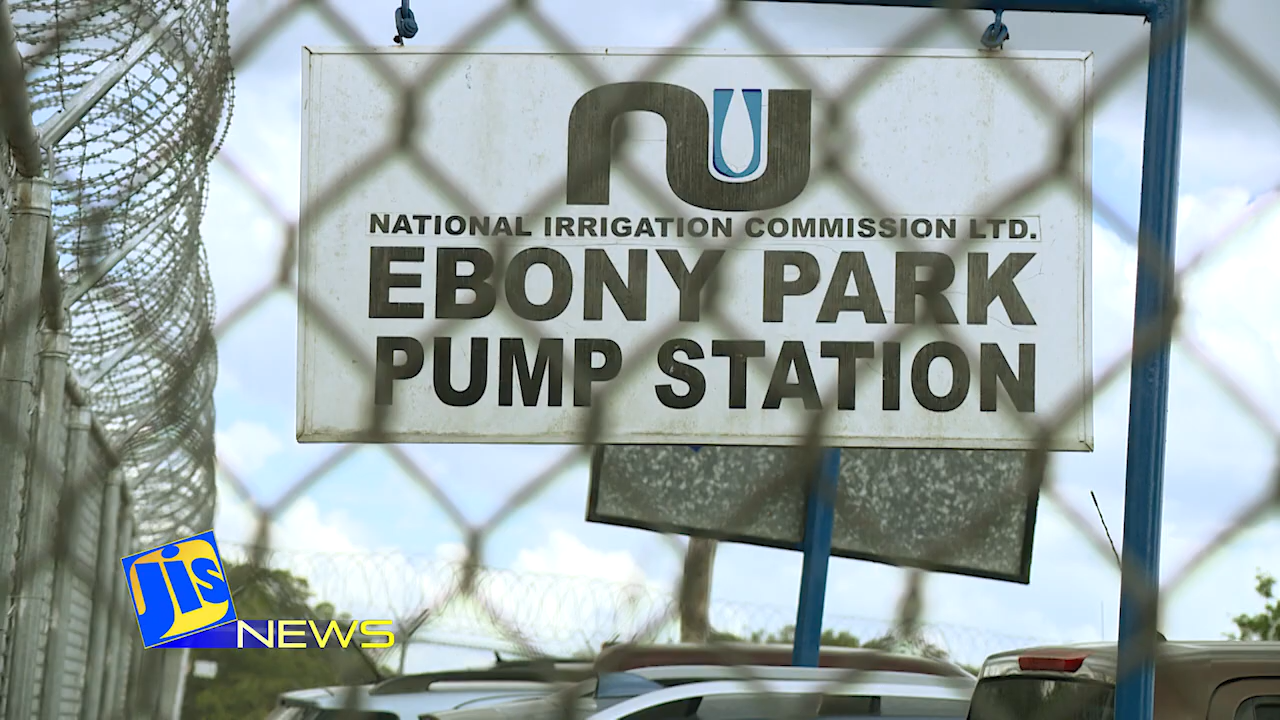 NATIONAL IRRIGATION COMMISSION LTD.
EBONY PARK
PUMP STATION
jis
NEWS